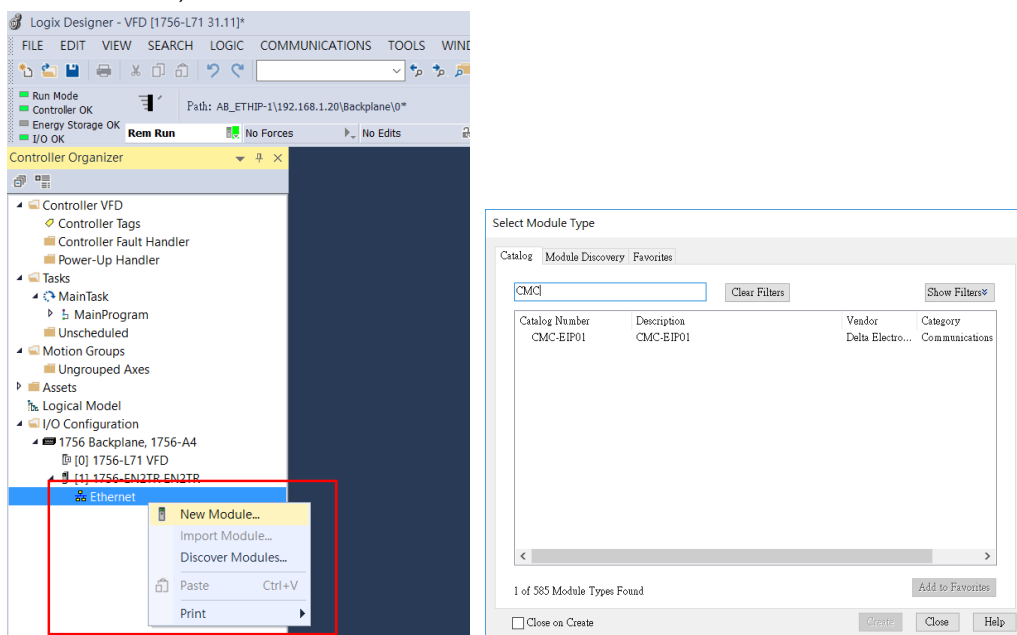 Logix Designer - VFD [1756-L71 31.11]*
FILE EDIT VIEW SEARCH LOGIC COMMUNICATIONS TOOLS
Run Mode
Controller OK
Energy Storage OK
I/O OK
Path: AB_ETHIP-1\192.168.1.20\Backplane\0*
Rem Run
No Forces
No Edits
Controller Organizer
Controller VFD
Controller Tags
Controller Fault Handler
Power-Up Handler
Tasks
MainTask
MainProgram
Unscheduled
Motion Groups
Ungrouped Axes
Assets
Logical Model
I/O Configuration
1756 Backplane, 1756-A4
[0] 1756-L71 VFD
[1] 1756-EN2TR EN2TR
Ethernet
New Module...
Import Module...
Discover Modules...
Paste Ctrl+V
Print
Select Module Type
Catalog Module Discovery Favorites
CMC
Clear Filters
Show Filters
Catalog Number Description Vendor Category
CMC-EIP01 CMC-EIP01 Delta Electro... Communications
1 of 585 Module Types Found
Add to Favorites
Close on Create
Create Close Help